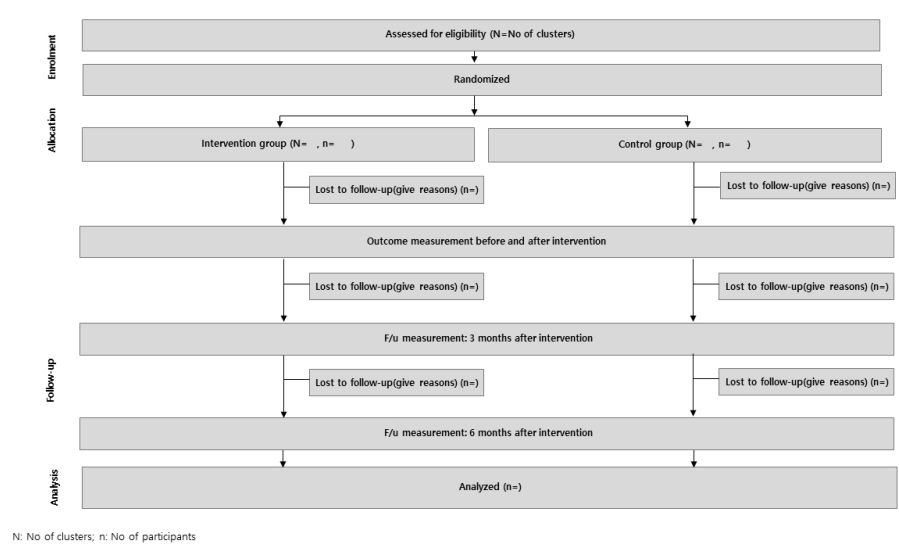 Enrolment
Assessed for eligibility (N=No of clusters)
Randomized
Allocation
Intervention group (N=   , n=     )
Control group (N=   , n=     )
Lost to follow-up(give reasons) (n=)
Lost to follow-up(give reasons) (n=)
Outcome measurement before and after intervention
Lost to follow-up(give reasons) (n=)
Lost to follow-up(give reasons) (n=)
Follow-up
F/u measurement: 3 months after intervention
Lost to follow-up(give reasons) (n=)
Lost to follow-up(give reasons) (n=)
F/u measurement: 6 months after intervention
Analysis
Analyzed (n=)
N: No of clusters; n: No of participants